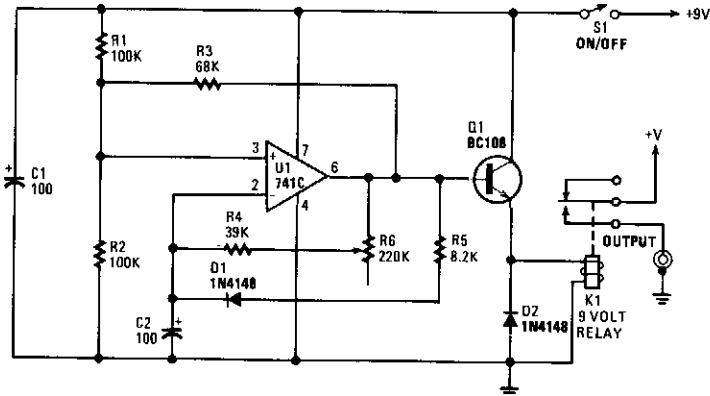 +9V
S1
ON/OFF
R1
100K
R3
68K
Q1
BC108
+V
3
+
7
U1
741C
6
2
-
4
+
C1
100
R4
39K
R6
220K
R5
8.2K
R2
100K
OUTPUT
D1
1N4148
K1
9 VOLT
RELAY
D2
1N4148
C2
100
+